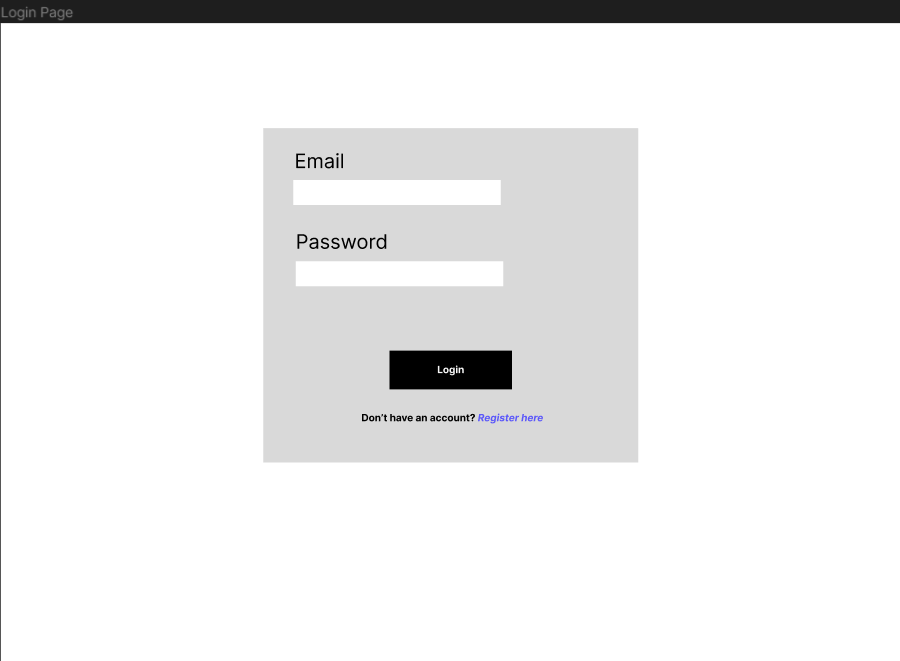 Login Page
Email
Password
Login
Don’t have an account? Register here